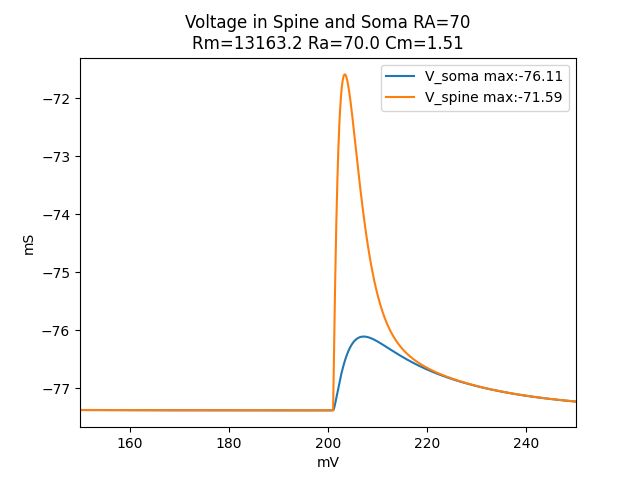 Voltage in Spine and Soma RA=70
Rm=13163.2 Ra=70.0 Cm=1.51
V_soma max:-76.11
V_spine max:-71.59
−72
−73
−74
−75
−76
−77
mS
160
180
200
220
240
mV